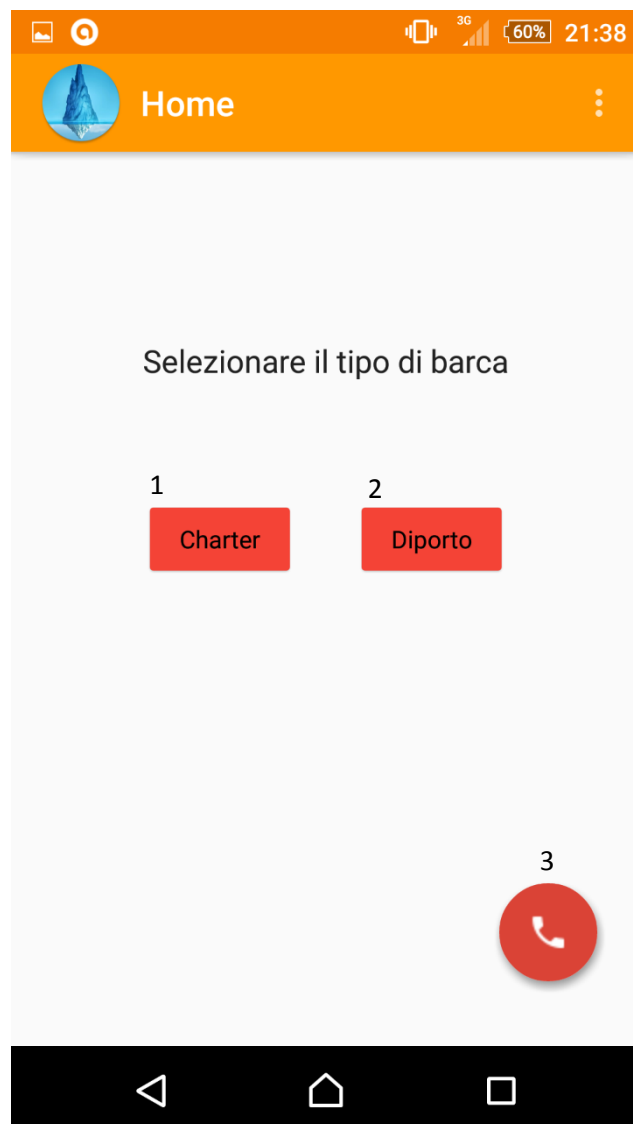 3G
60% 21:38
Home
Selezionare il tipo di barca
1 2
Charter Diporto
3